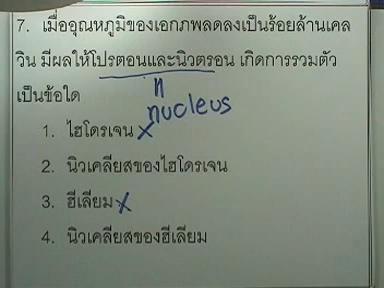 7. เมื่ออุณหภูมิของเอกภพลดลงเป็นร้อยล้านเคล
วิน มีผลให้โปรตอนและนิวตรอน เกิดการรวมตัว
เป็นข้อใด
n
nucleus
1. ไฮโดรเจน x
2. นิวเคลียสของไฮโดรเจน
3. ฮีเลียม x
4. นิวเคลียสของฮีเลียม